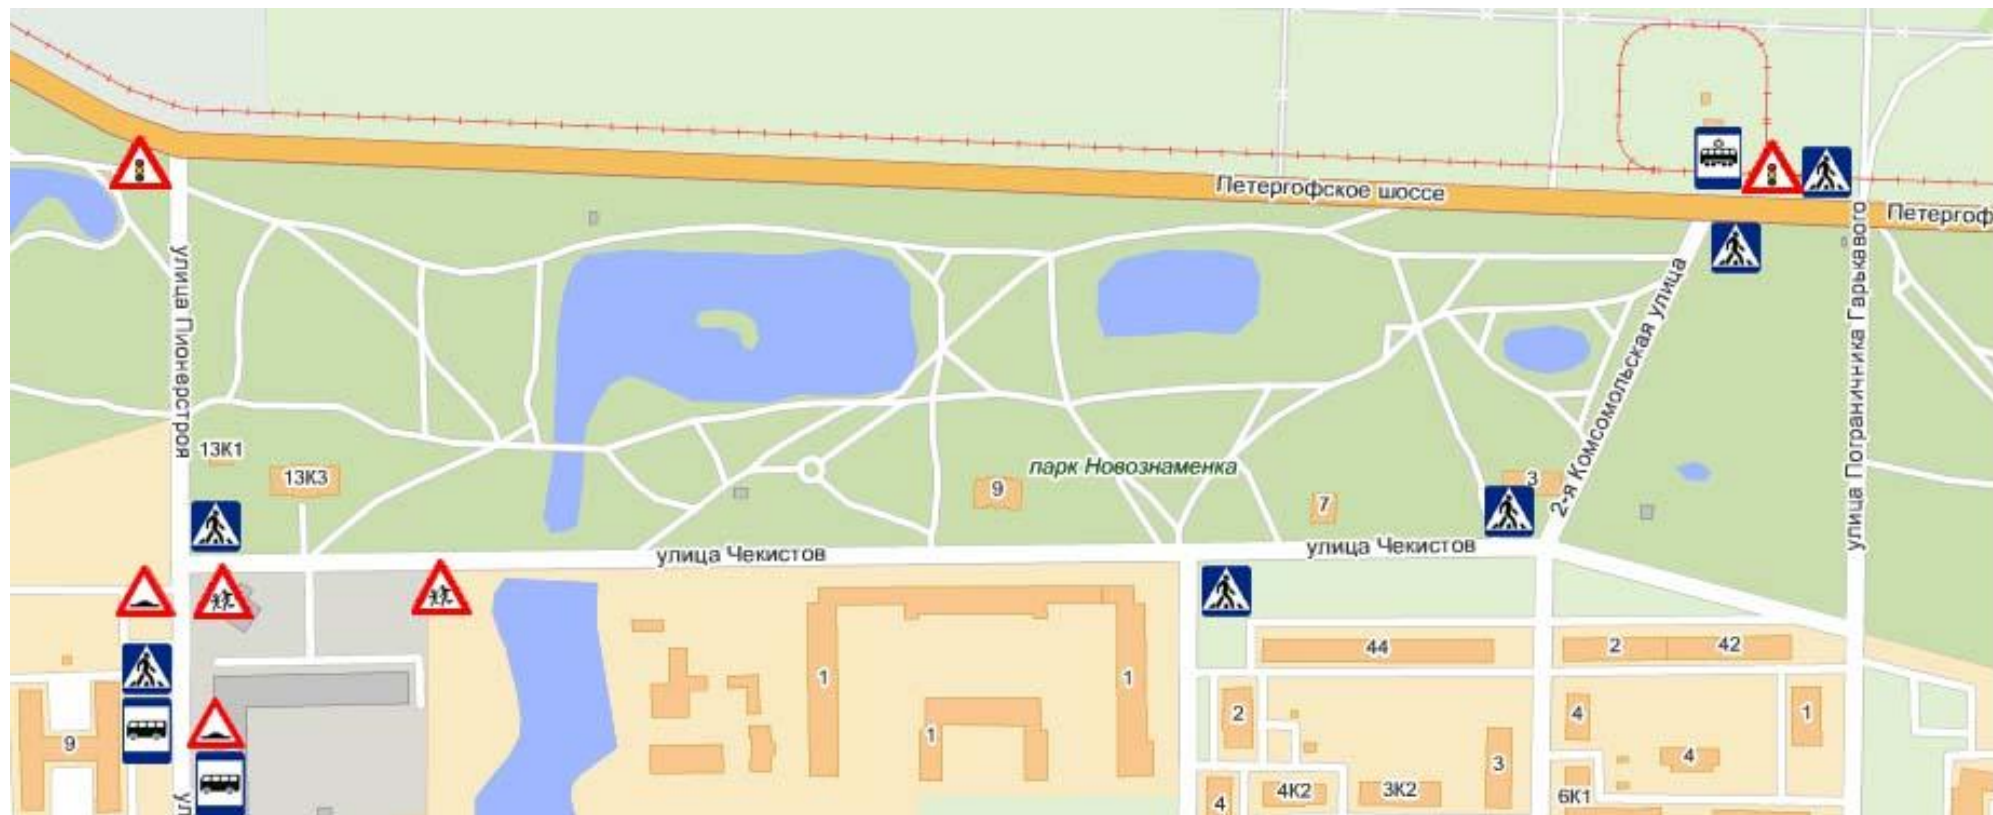 Петергофское шоссе
Петергоф
улица Пионерстроя
2-я Комсомольская улица
улица Пограничника Гарькавого
13К1
13К3
парк Новознаменка
9
7
3
улица Чекистов
улица Чекистов
44
2
42
1
1
1
2
4
1
9
3
4
4К2
3К2
6К1
4
ул